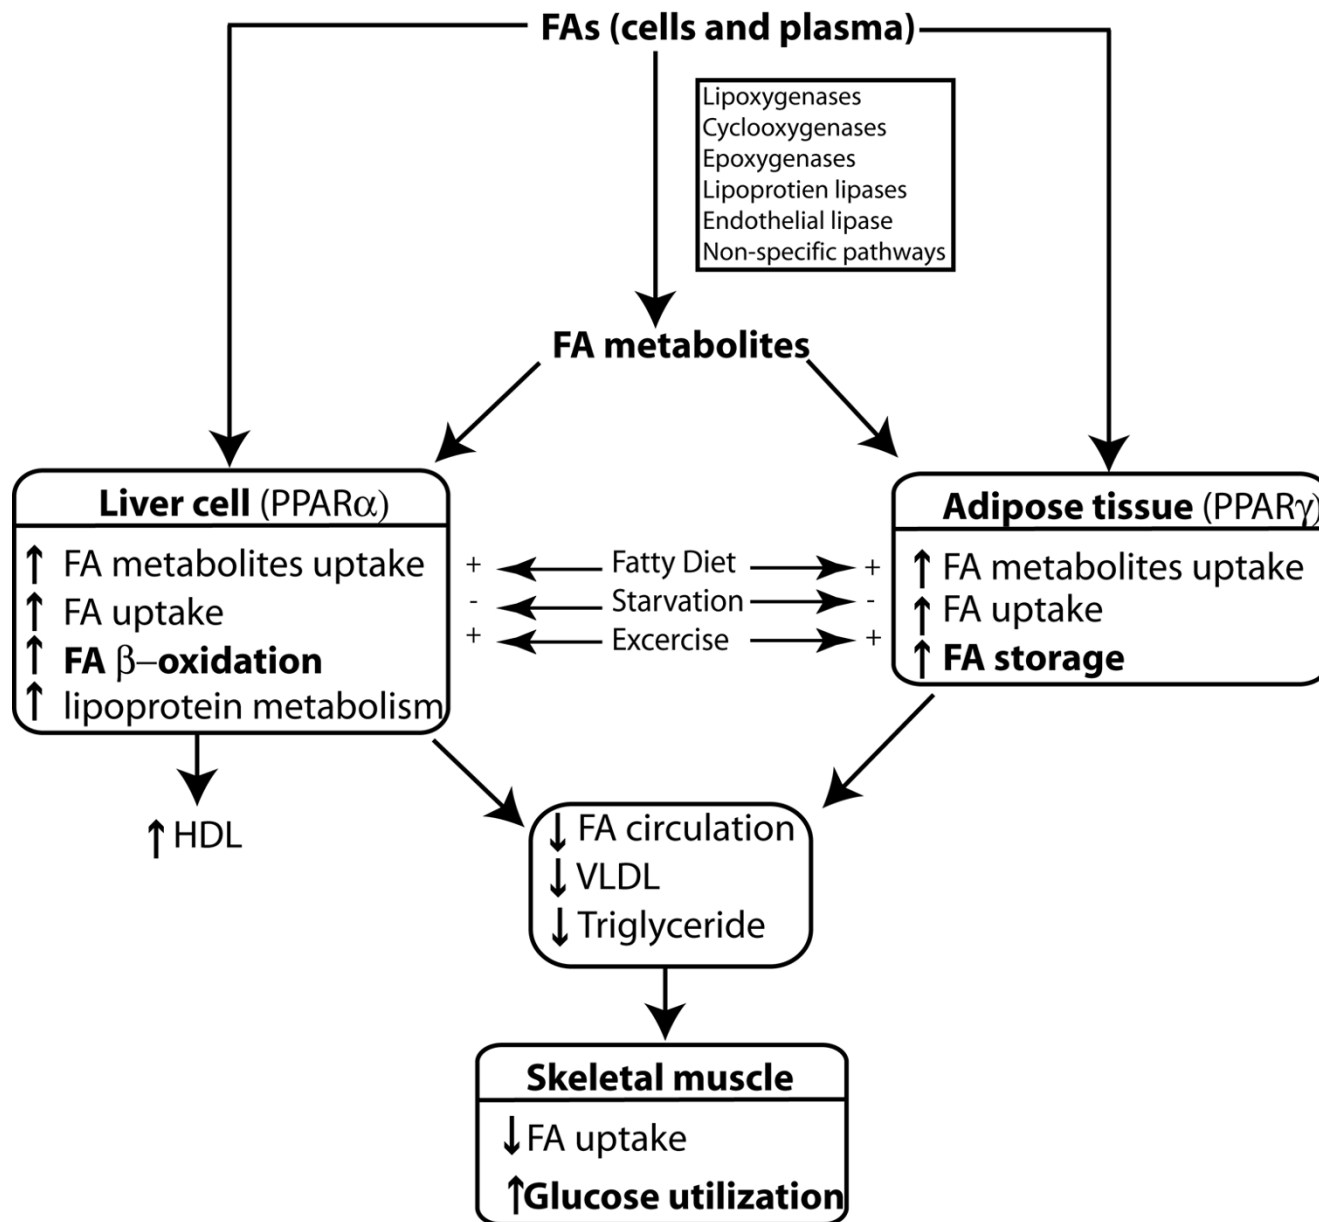 FAs (cells and plasma)
Lipoxygenases
Cyclooxygenases
Epoxygenases
Lipoprotien lipases
Endothelial lipase
Non-specific pathways
FA metabolites
Liver cell (PPARα)
↑ FA metabolites uptake
↑ FA uptake
↑ FA β–oxidation
↑ lipoprotein metabolism
+ Fatty Diet +
- Starvation -
+ Excercise +
Adipose tissue (PPARγ)
↑ FA metabolites uptake
↑ FA uptake
↑ FA storage
↑ HDL
↓ FA circulation
↓ VLDL
↓ Triglyceride
Skeletal muscle
↓ FA uptake
↑ Glucose utilization